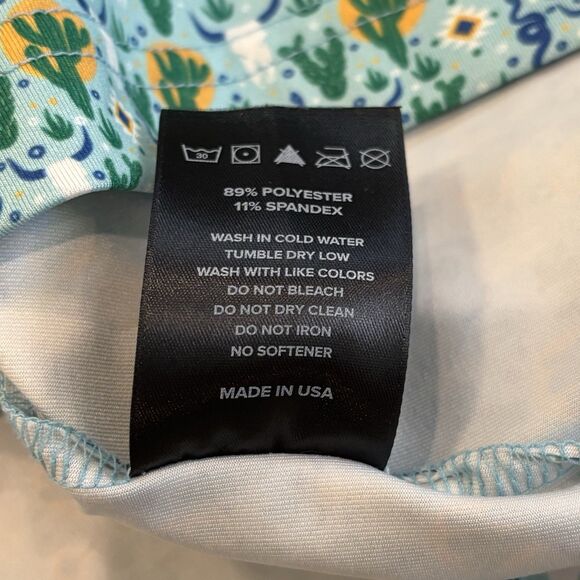 30
89% POLYESTER
11% SPANDEX
WASH IN COLD WATER
TUMBLE DRY LOW
WASH WITH LIKE COLORS
DO NOT BLEACH
DO NOT DRY CLEAN
DO NOT IRON
NO SOFTENER
MADE IN USA